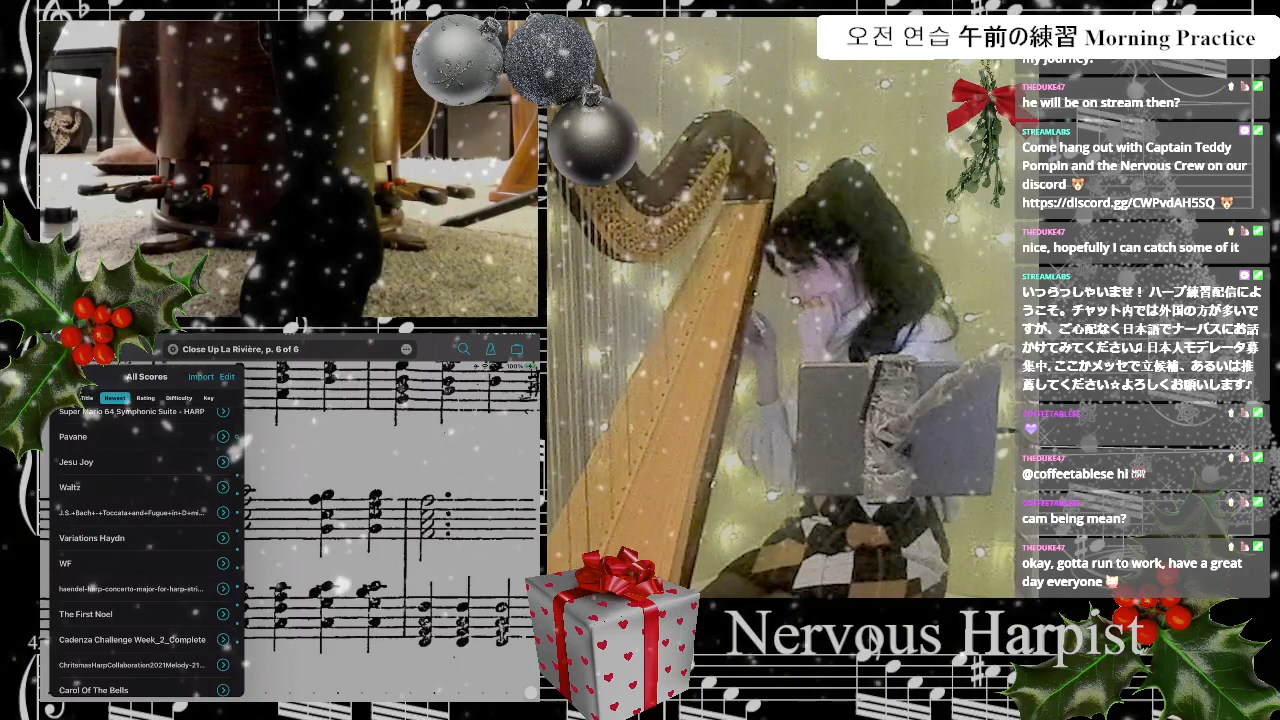 오전 연습 午前の練習 Morning Practice
my journey!
THEDUKE47
he will be on stream then?
STREAMLABS
Come hang out with Captain Teddy
Pompin and the Nervous Crew on our
discord
https://discord.gg/CWPvdAH5SQ
THEDUKE47
nice, hopefully I can catch some of it
STREAMLABS
いらっしゃいませ！ ハープ練習配信によ
うこそ。チャット内では外国の方が多いで
すが、ご心配なく日本語でナーバスにお話
かけてみてください♫ 日本人モデレータ募
集中。ここかメッセで立候補、あるいは推
薦してください☆よろしくお願いします♪
COFFEETABLESE
THEDUKE47
@coffeetablese hi
COFFEETABLESE
cam being mean?
THEDUKE47
okay, gotta run to work, have a great
day everyone
Close Up La Rivière, p. 6 of 6
100%
All Scores Import Edit
Title Newest Rating Difficulty Key
Super Mario 64 Symphonic Suite - HARP
Pavane
Jesu Joy
Waltz
J.S.+Bach+-+Toccata+and+Fugue+in+D+m...
Variations Haydn
WF
haendel-harp-concerto-major-for-harp-stri...
The First Noel
Cadenza Challenge Week_2_Complete
ChristmasHarpCollaboration2021Melody-21...
Carol Of The Bells
Nervous Harpist